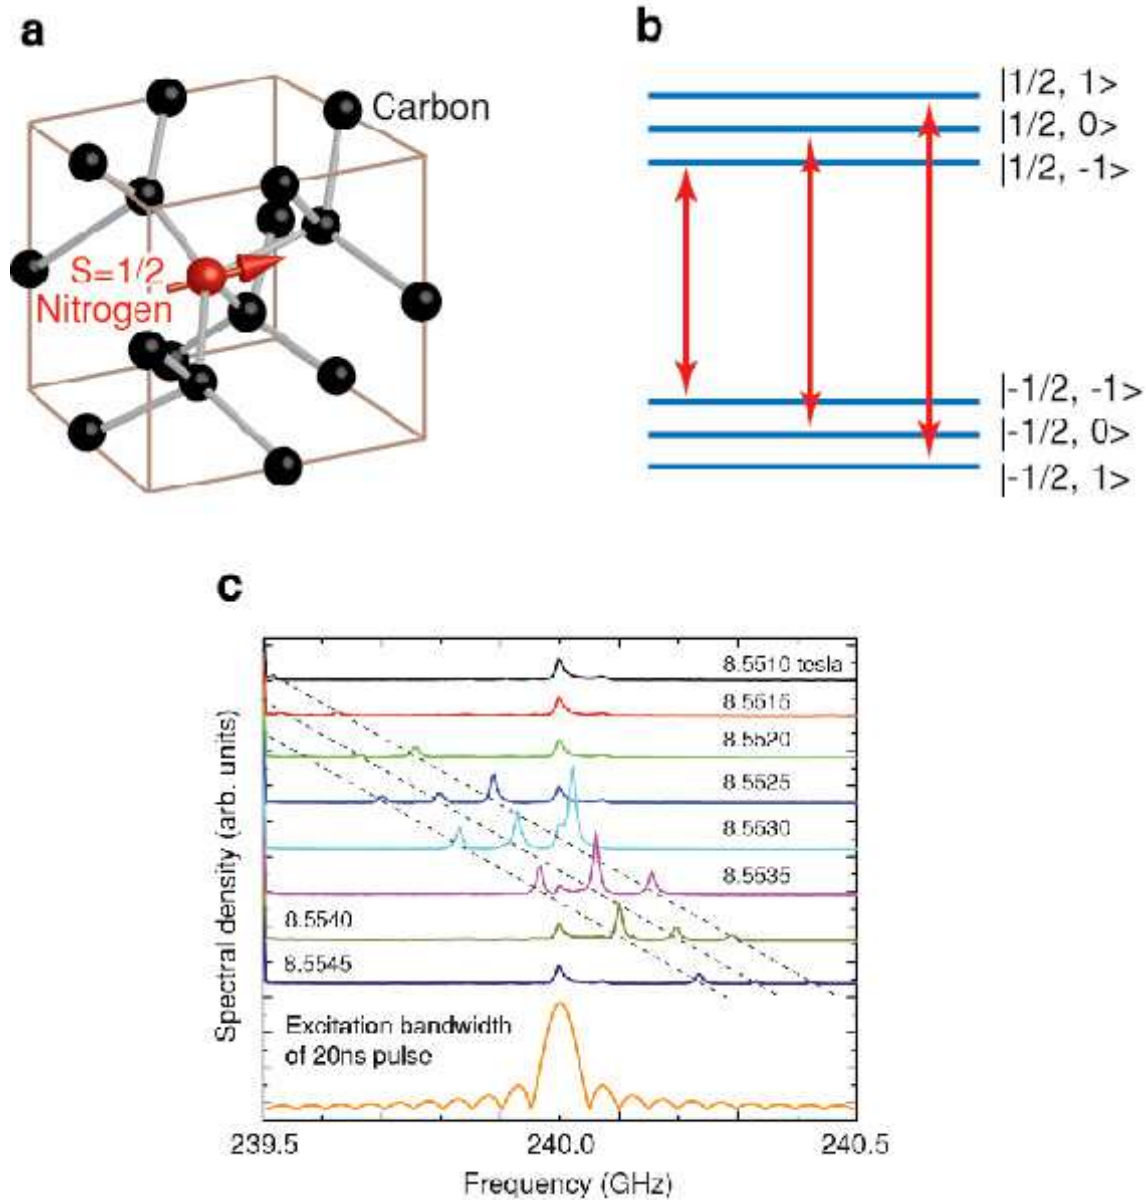 a
Carbon
S=1/2
Nitrogen
b
|1/2, 1>
|1/2, 0>
|1/2, -1>
|-1/2, -1>
|-1/2, 0>
|-1/2, 1>
c
Spectral density (arb. units)
8.5510 tesla
8.5515
8.5520
8.5525
8.5530
8.5535
8.5540
8.5545
Excitation bandwidth
of 20ns pulse
239.5
240.0
240.5
Frequency (GHz)